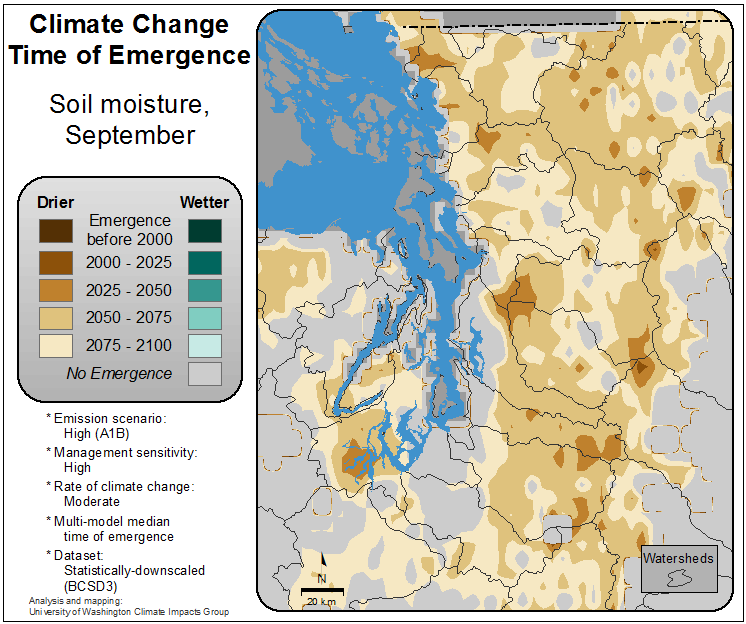 Climate Change
Time of Emergence
Soil moisture,
September
Drier
Wetter
Emergence
before 2000
2000 - 2025
2025 - 2050
2050 - 2075
2075 - 2100
No Emergence
* Emission scenario:
High (A1B)
* Management sensitivity:
High
* Rate of climate change:
Moderate
* Multi-model median
time of emergence
* Dataset:
Statistically-downscaled
(BCSD3)
Analysis and mapping:
University of Washington Climate Impacts Group
N
20 km
Watersheds